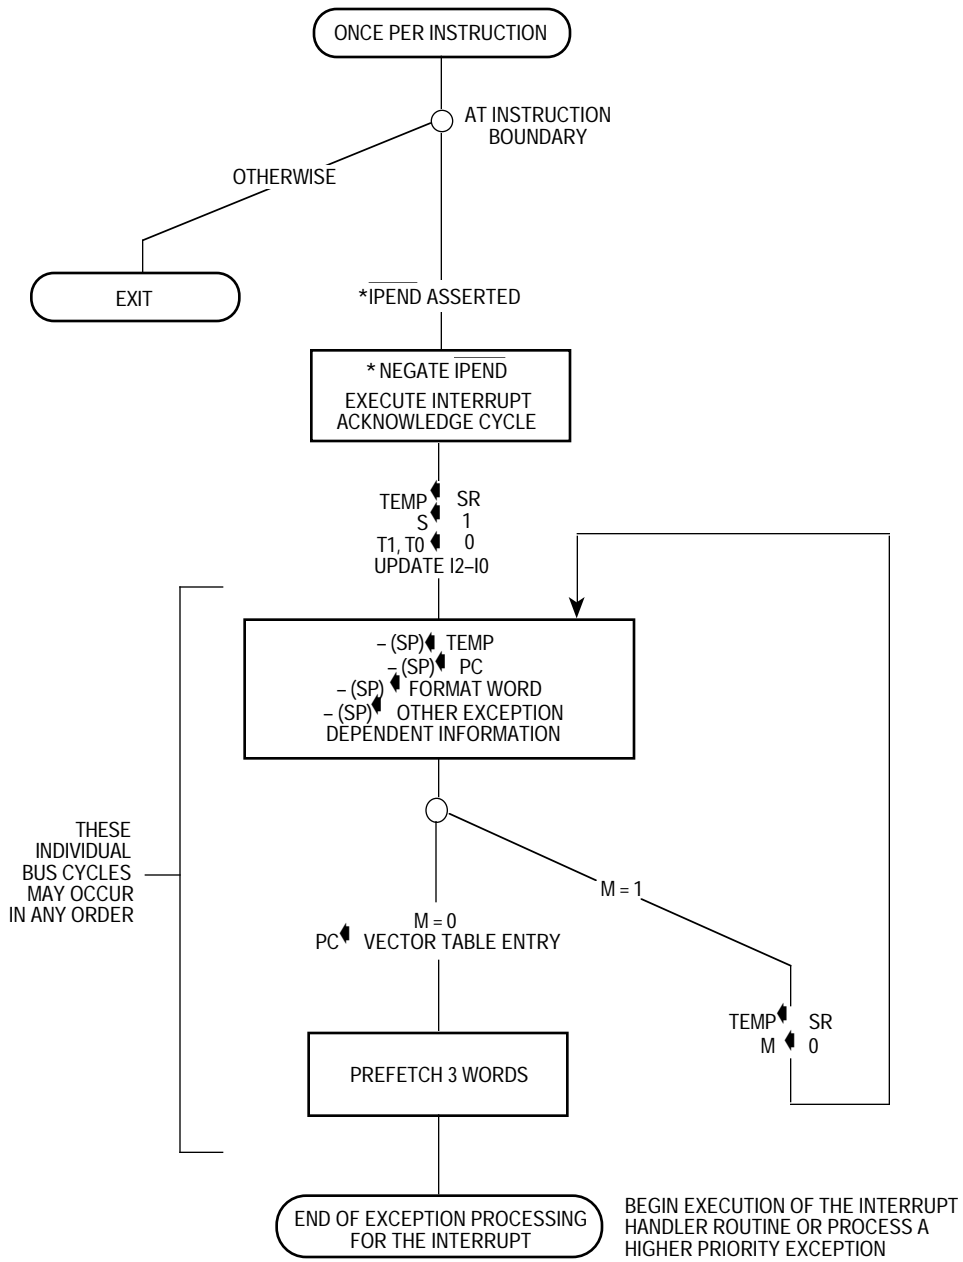 ONCE PER INSTRUCTION
AT INSTRUCTION
BOUNDARY
OTHERWISE
EXIT
*IPEND ASSERTED
* NEGATE IPEND
EXECUTE INTERRUPT
ACKNOWLEDGE CYCLE
TEMP SR
S 1
T1, T0 0
UPDATE I2–I0
– (SP) TEMP
– (SP) PC
– (SP) FORMAT WORD
– (SP) OTHER EXCEPTION
DEPENDENT INFORMATION
THESE
INDIVIDUAL
BUS CYCLES
MAY OCCUR
IN ANY ORDER
M = 1
M = 0
PC VECTOR TABLE ENTRY
TEMP SR
M 0
PREFETCH 3 WORDS
END OF EXCEPTION PROCESSING
FOR THE INTERRUPT
BEGIN EXECUTION OF THE INTERRUPT
HANDLER ROUTINE OR PROCESS A
HIGHER PRIORITY EXCEPTION